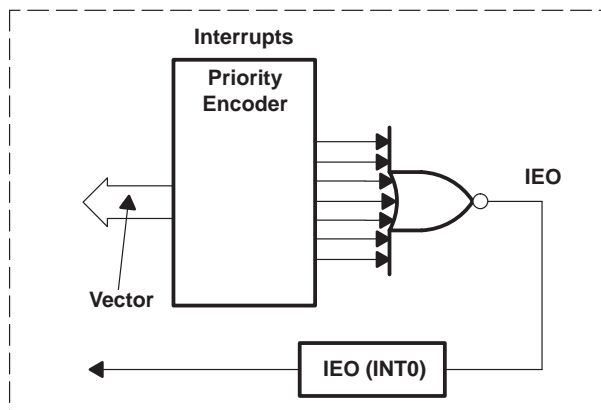 Interrupts
Priority
Encoder
IEO
Vector
IEO (INT0)